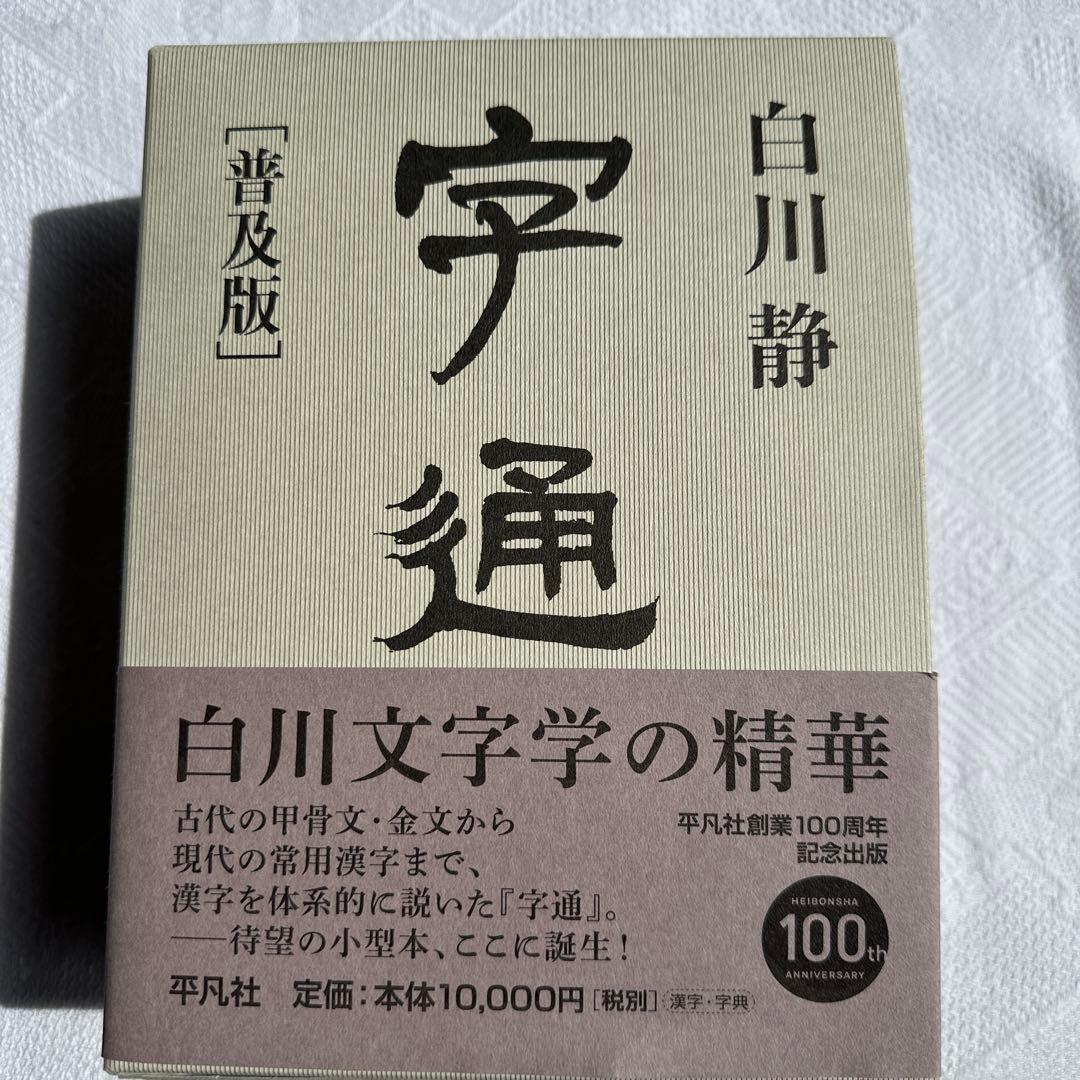 白川 静
字通
［普及版］
白川文字学の精華
古代の甲骨文・金文から
現代の常用漢字まで、
漢字を体系的に説いた『字通』。
──待望の小型本、ここに誕生！
平凡社創業100周年
記念出版
HEIBONSHA
100th
ANNIVERSARY
平凡社　定価：本体10,000円［税別］ 漢字・字典